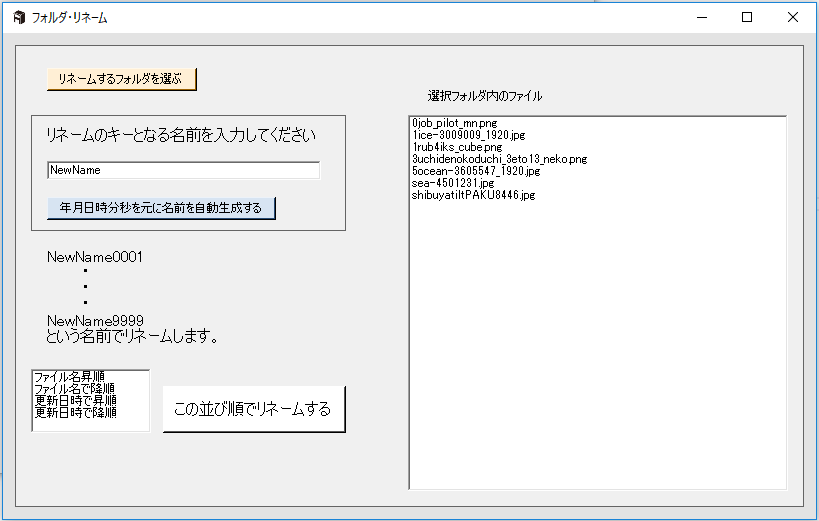 フォルダ・リネーム
リネームするフォルダを選ぶ
リネームのキーとなる名前を入力してください
NewName
年月日時分秒を元に名前を自動生成する
NewName0001
・
・
・
NewName9999
という名前でリネームします。
ファイル名昇順
ファイル名で降順
更新日時で昇順
更新日時で降順
この並び順でリネームする
選択フォルダ内のファイル
0job_pilot_mn.png
1ice-3009009_1920.jpg
1rub4iks_cube.png
3uchidenokoduchi_3eto13_neko.png
5ocean-3605547_1920.jpg
sea-4501231.jpg
shibuyatiltPAKU8446.jpg